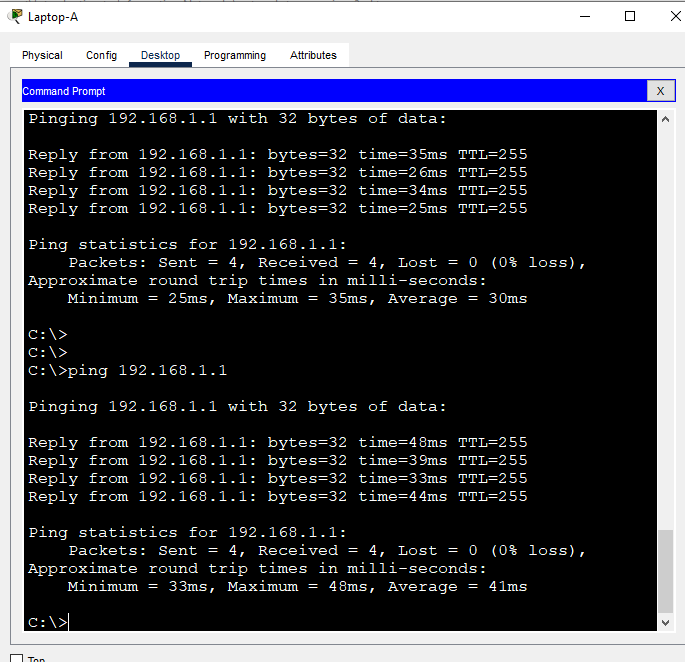 Laptop-A
Physical Config Desktop Programming Attributes
Command Prompt X
Pinging 192.168.1.1 with 32 bytes of data:
Reply from 192.168.1.1: bytes=32 time=35ms TTL=255
Reply from 192.168.1.1: bytes=32 time=26ms TTL=255
Reply from 192.168.1.1: bytes=32 time=34ms TTL=255
Reply from 192.168.1.1: bytes=32 time=25ms TTL=255
Ping statistics for 192.168.1.1:
Packets: Sent = 4, Received = 4, Lost = 0 (0% loss),
Approximate round trip times in milli-seconds:
Minimum = 25ms, Maximum = 35ms, Average = 30ms
C:\>
C:\>
C:\>ping 192.168.1.1
Pinging 192.168.1.1 with 32 bytes of data:
Reply from 192.168.1.1: bytes=32 time=48ms TTL=255
Reply from 192.168.1.1: bytes=32 time=39ms TTL=255
Reply from 192.168.1.1: bytes=32 time=33ms TTL=255
Reply from 192.168.1.1: bytes=32 time=44ms TTL=255
Ping statistics for 192.168.1.1:
Packets: Sent = 4, Received = 4, Lost = 0 (0% loss),
Approximate round trip times in milli-seconds:
Minimum = 33ms, Maximum = 48ms, Average = 41ms
C:\>
Top